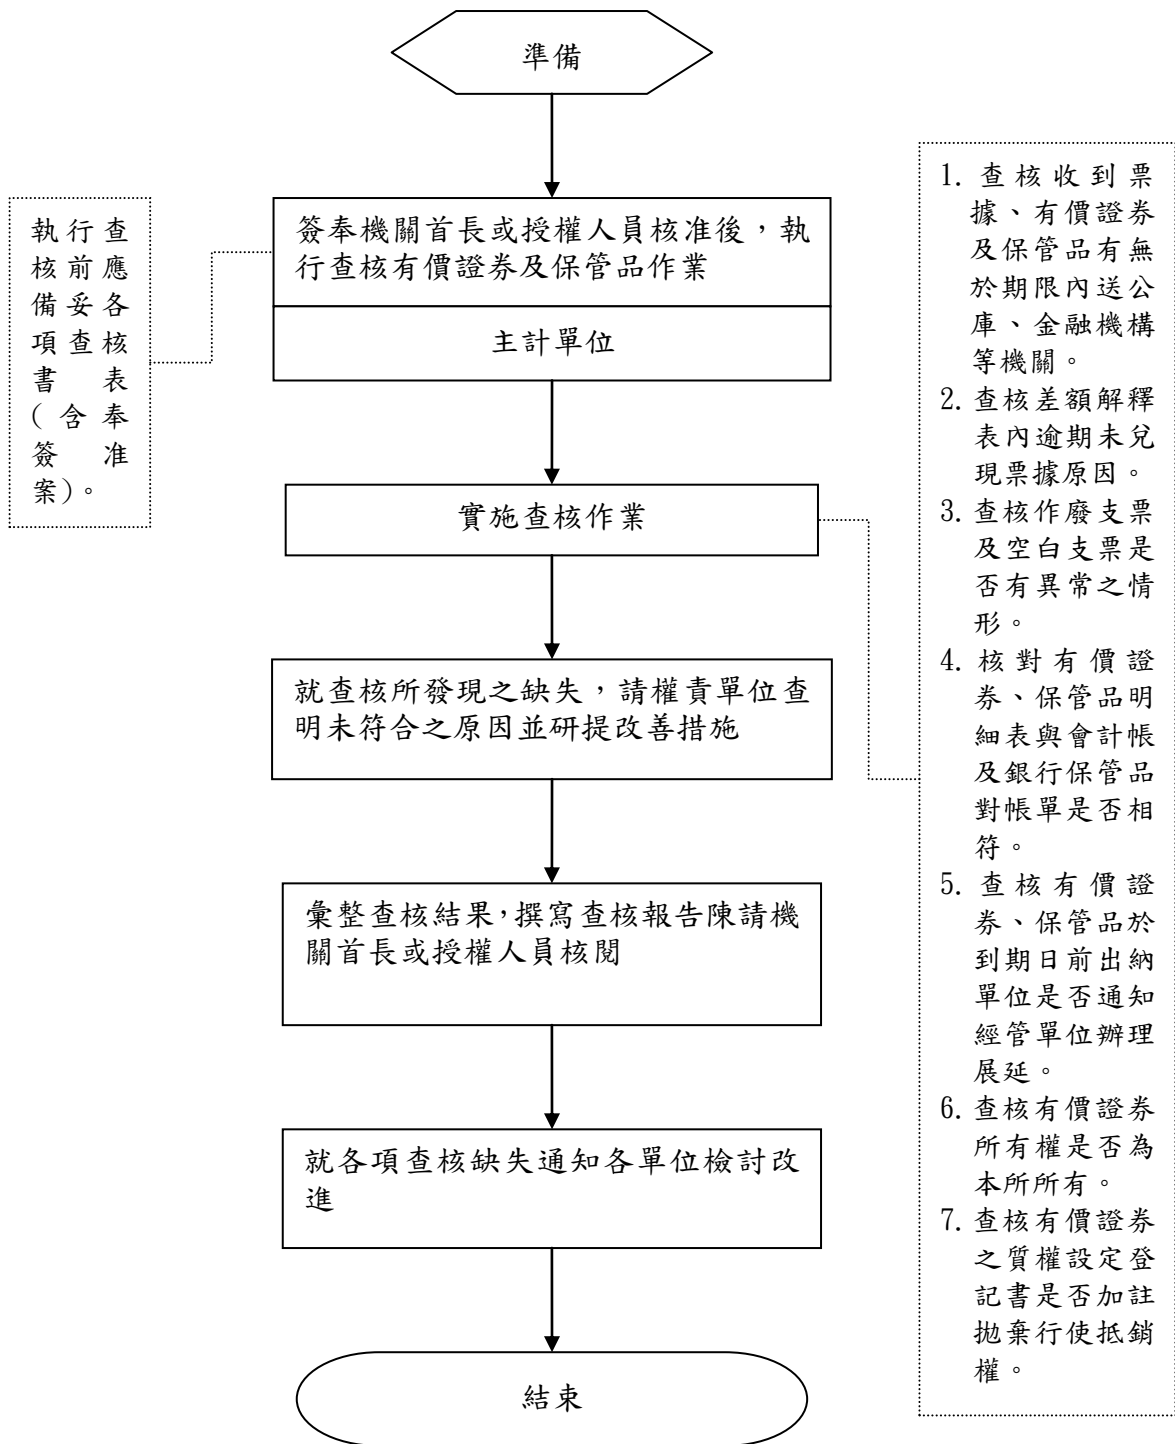 準備
執行查
核前應
備妥各
項查核
書表
(含奉
簽准
案)。
簽奉機關首長或授權人員核准後，執
行查核有價證券及保管品作業
主計單位
實施查核作業
就查核所發現之缺失，請權責單位查
明未符合之原因並研提改善措施
彙整查核結果，撰寫查核報告陳請機
關首長或授權人員核閱
就各項查核缺失通知各單位檢討改
進
結束
1. 查核收到票
據、有價證券
及保管品有無
於期限內送公
庫、金融機構
等機關。
2. 查核差額解釋
表內逾期未兌
現票據原因。
3. 查核作廢支票
及空白支票是
否有異常之情
形。
4. 核對有價證
券、保管品明
細表與會計帳
及銀行保管品
對帳單是否相
符。
5. 查核有價證
券、保管品於
到期日前出納
單位是否通知
經管單位辦理
展延。
6. 查核有價證券
所有權是否為
本所所有。
7. 查核有價證券
之質權設定登
記書是否加註
拋棄行使抵銷
權。